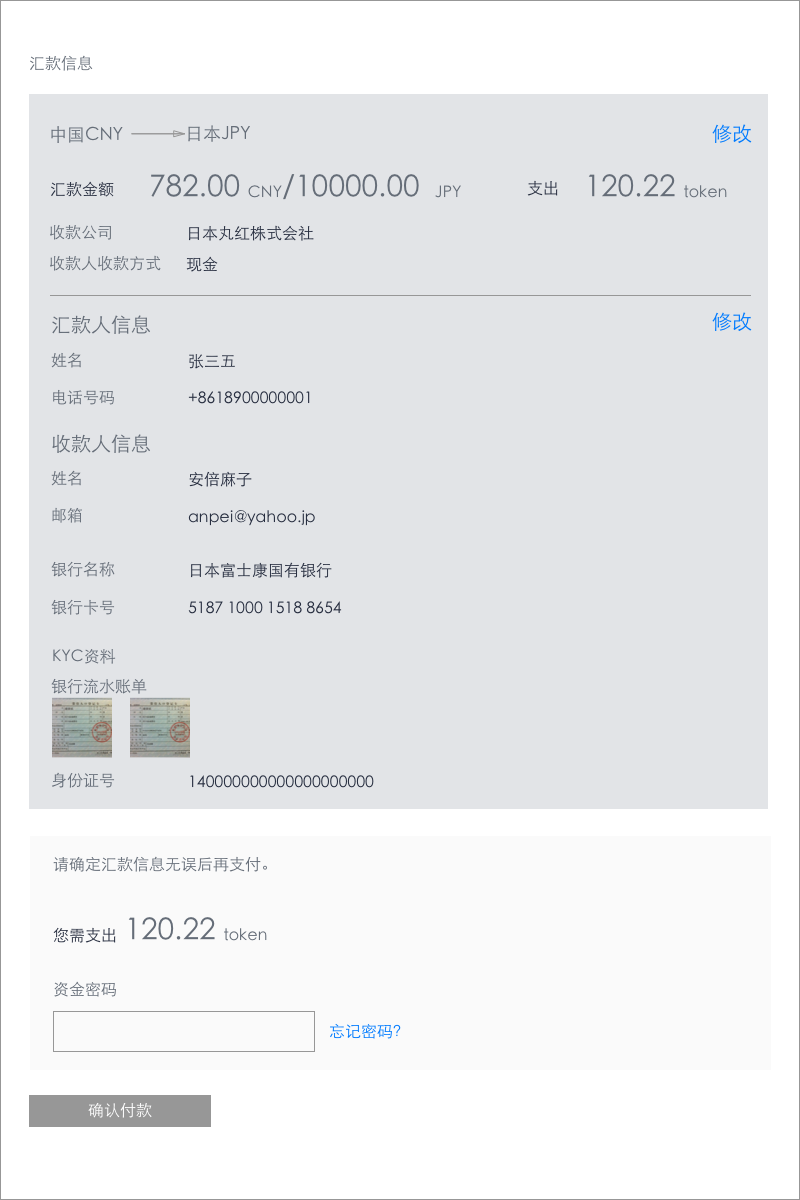 汇款信息
中国CNY 日本JPY 修改
汇款金额 782.00 CNY/10000.00 JPY 支出 120.22 token
收款公司 日本丸红株式会社
收款人收款方式 现金
汇款人信息 修改
姓名 张三五
电话号码 +8618900000001
收款人信息
姓名 安倍麻子
邮箱 anpei@yahoo.jp
银行名称 日本富士康国有银行
银行卡号 5187 1000 1518 8654
KYC资料
银行流水账单
身份证号 140000000000000000000
请确定汇款信息无误后再支付。
您需支出 120.22 token
资金密码
忘记密码?
确认付款